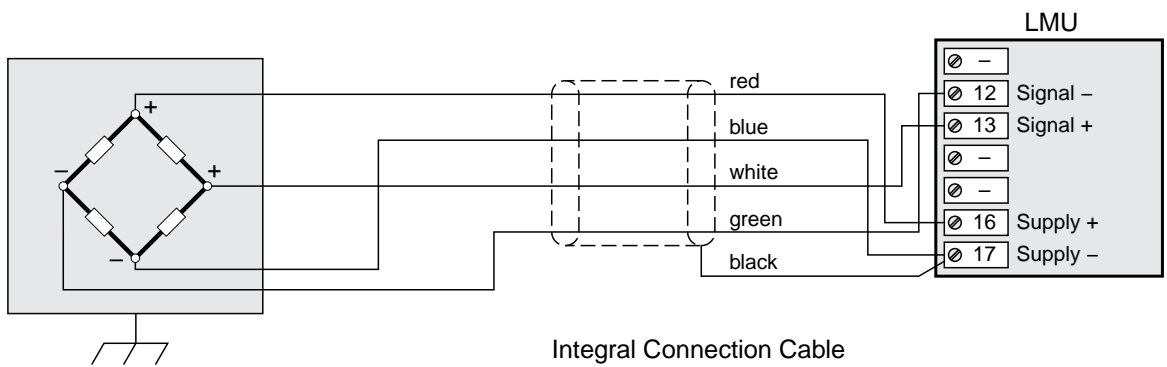 LMU
–
12 Signal –
13 Signal +
–
–
16 Supply +
17 Supply –
red
blue
white
green
black
+
–
+
–
Integral Connection Cable